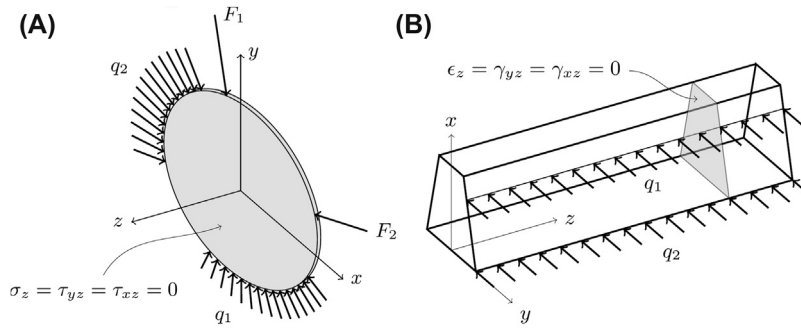 (A)
F₁
y
q₂
z
F₂
x
σz = τyz = τxz = 0
q₁
(B)
ϵz = γyz = γxz = 0
x
z
q₁
q₂
y